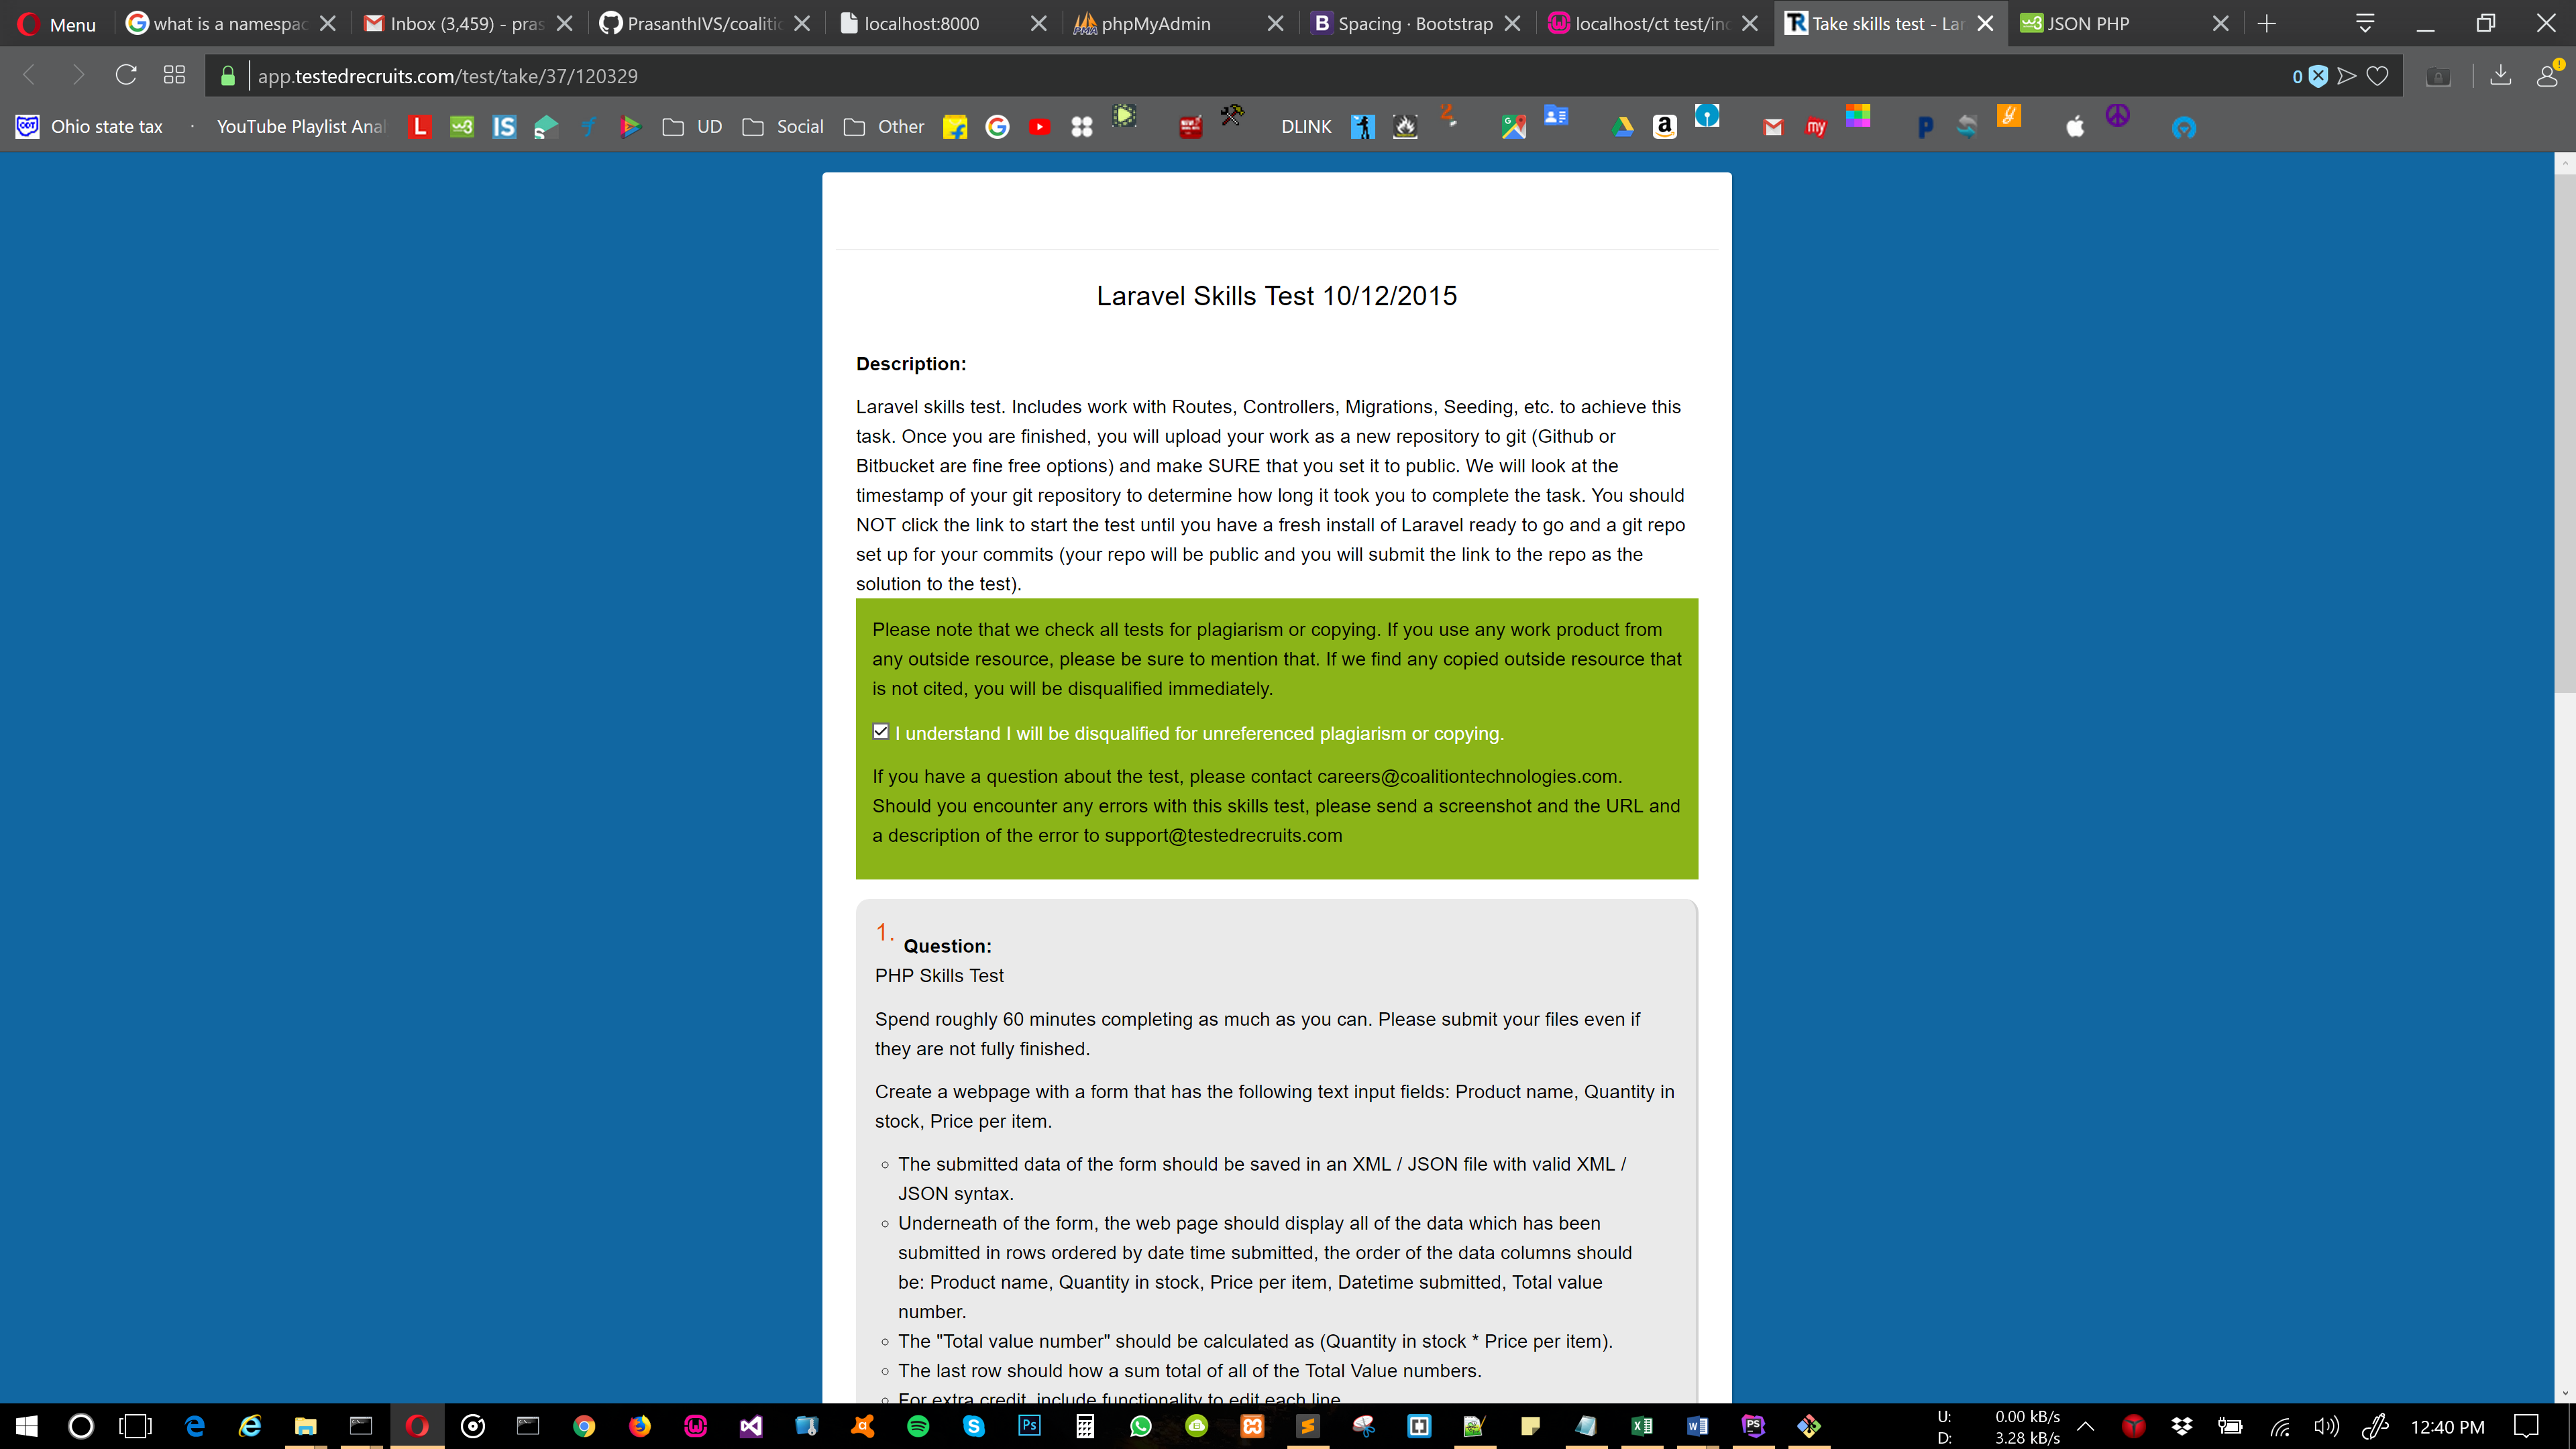 Menu
what is a namespac
Inbox (3,459) - pras
PrasanthIVS/coalitic
localhost:8000
phpMyAdmin
Spacing · Bootstrap
localhost/ct test/inc
Take skills test - Lar
JSON PHP
app.testedrecruits.com/test/take/37/120329
0
Ohio state tax
YouTube Playlist Anal
UD
Social
Other
DLINK
Laravel Skills Test 10/12/2015
Description:
Laravel skills test. Includes work with Routes, Controllers, Migrations, Seeding, etc. to achieve this
task. Once you are finished, you will upload your work as a new repository to git (Github or
Bitbucket are fine free options) and make SURE that you set it to public. We will look at the
timestamp of your git repository to determine how long it took you to complete the task. You should
NOT click the link to start the test until you have a fresh install of Laravel ready to go and a git repo
set up for your commits (your repo will be public and you will submit the link to the repo as the
solution to the test).
Please note that we check all tests for plagiarism or copying. If you use any work product from
any outside resource, please be sure to mention that. If we find any copied outside resource that
is not cited, you will be disqualified immediately.
I understand I will be disqualified for unreferenced plagiarism or copying.
If you have a question about the test, please contact careers@coalitiontechnologies.com.
Should you encounter any errors with this skills test, please send a screenshot and the URL and
a description of the error to support@testedrecruits.com
1.
Question:
PHP Skills Test
Spend roughly 60 minutes completing as much as you can. Please submit your files even if
they are not fully finished.
Create a webpage with a form that has the following text input fields: Product name, Quantity in
stock, Price per item.
The submitted data of the form should be saved in an XML / JSON file with valid XML /
JSON syntax.
Underneath of the form, the web page should display all of the data which has been
submitted in rows ordered by date time submitted, the order of the data columns should
be: Product name, Quantity in stock, Price per item, Datetime submitted, Total value
number.
The "Total value number" should be calculated as (Quantity in stock * Price per item).
The last row should how a sum total of all of the Total Value numbers.
For extra credit, include functionality to edit each line.
U: 0.00 kB/s
D: 3.28 kB/s
12:40 PM